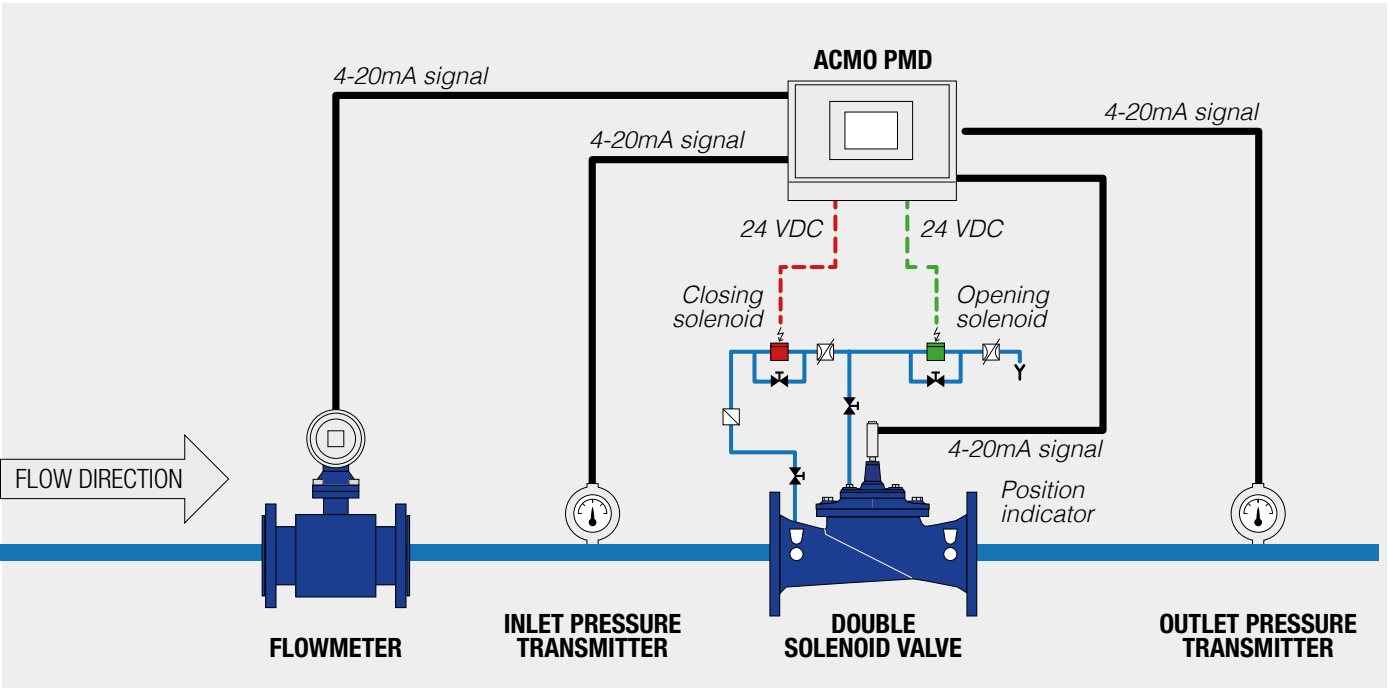 ACMO PMD
4-20mA signal
4-20mA signal
4-20mA signal
24 VDC
24 VDC
Closing
solenoid
Opening
solenoid
4-20mA signal
Position
indicator
FLOW DIRECTION
FLOWMETER
INLET PRESSURE
TRANSMITTER
DOUBLE
SOLENOID VALVE
OUTLET PRESSURE
TRANSMITTER